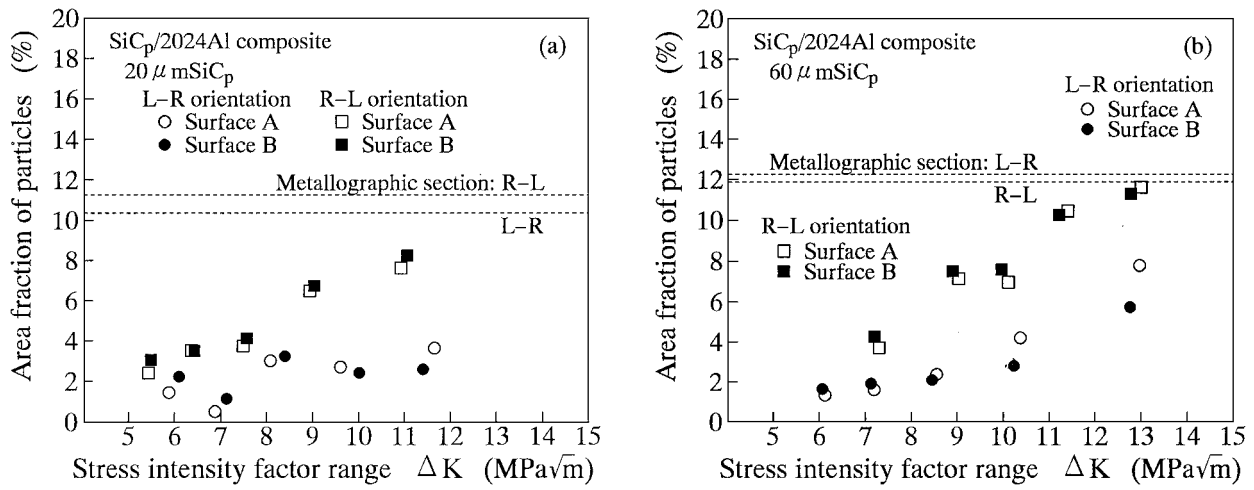 Area fraction of particles (%)
20
18
16
14
12
10
8
6
4
2
0
SiCp/2024Al composite
20 μmSiCp
(a)
L-R orientation
Surface A
Surface B
R-L orientation
Surface A
Surface B
Metallographic section: R-L
L-R
5 6 7 8 9 10 11 12 13 14 15
Stress intensity factor range ΔK (MPa√m)
Area fraction of particles (%)
20
18
16
14
12
10
8
6
4
2
0
SiCp/2024Al composite
60 μmSiCp
(b)
L-R orientation
Surface A
Surface B
Metallographic section: L-R
R-L
R-L orientation
Surface A
Surface B
5 6 7 8 9 10 11 12 13 14 15
Stress intensity factor range ΔK (MPa√m)